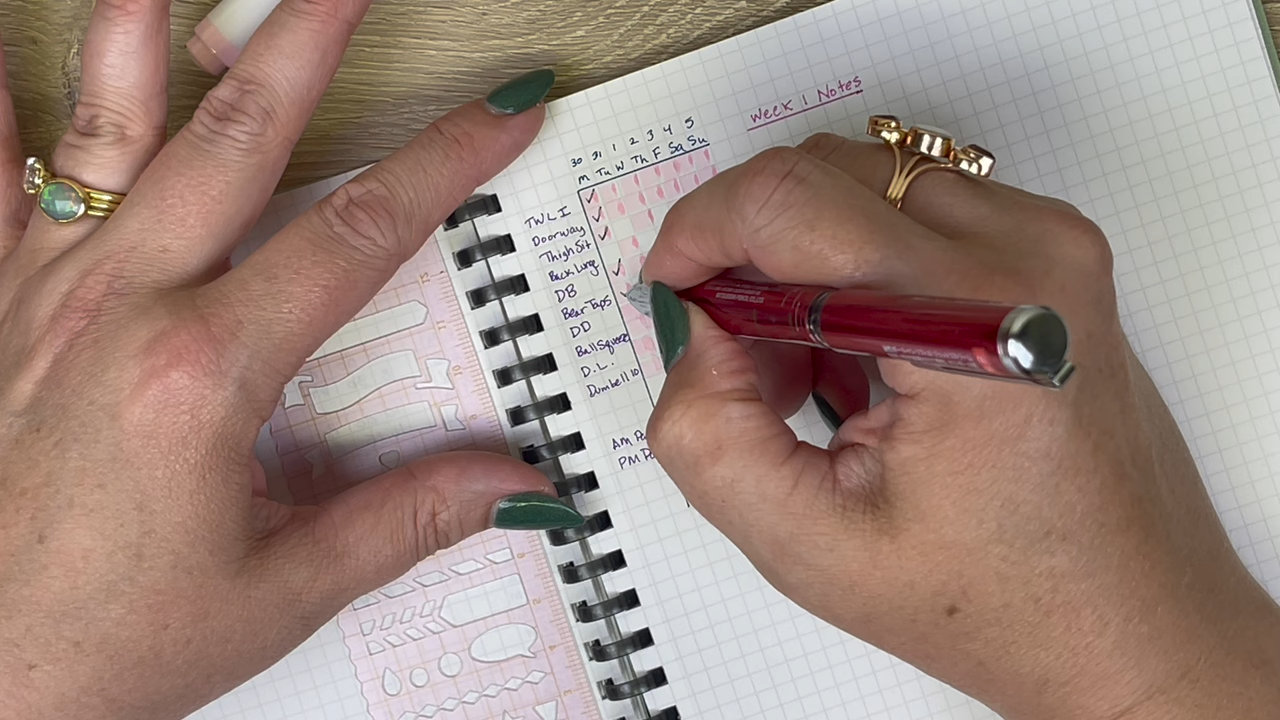 Week 1 Notes
30 31 1 2 3 4 5
M Tu W Th F Sa Su
TWLI
Doorway
Thigh Sit
Back Lung
DB
Bear Taps
DD
Ball Squeeze
D.L.
Dumbell 10
AM
PM